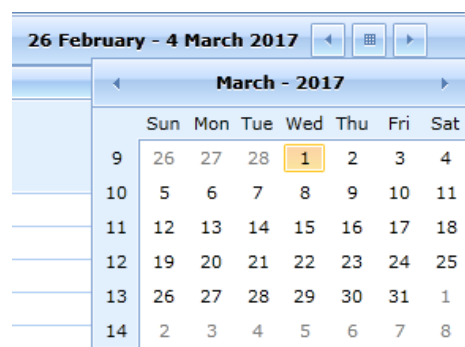 26 February - 4 March 2017
March - 2017
Sun Mon Tue Wed Thu Fri Sat
9 26 27 28 1 2 3 4
10 5 6 7 8 9 10 11
11 12 13 14 15 16 17 18
12 19 20 21 22 23 24 25
13 26 27 28 29 30 31 1
14 2 3 4 5 6 7 8